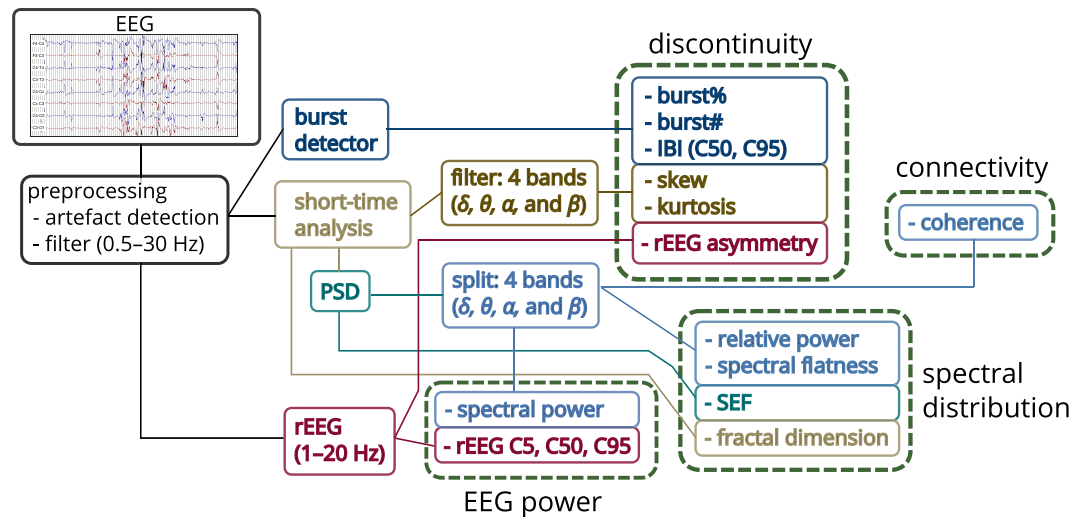 EEG
discontinuity
burst
detector
- burst%
- burst#
- IBI (C50, C95)
preprocessing
- artefact detection
- filter (0.5–30 Hz)
short-time
analysis
filter: 4 bands
(δ, θ, α, and β)
- skew
- kurtosis
- rEEG asymmetry
connectivity
- coherence
PSD
split: 4 bands
(δ, θ, α, and β)
- relative power
- spectral flatness
- SEF
- fractal dimension
spectral
distribution
rEEG
(1–20 Hz)
- spectral power
- rEEG C5, C50, C95
EEG power